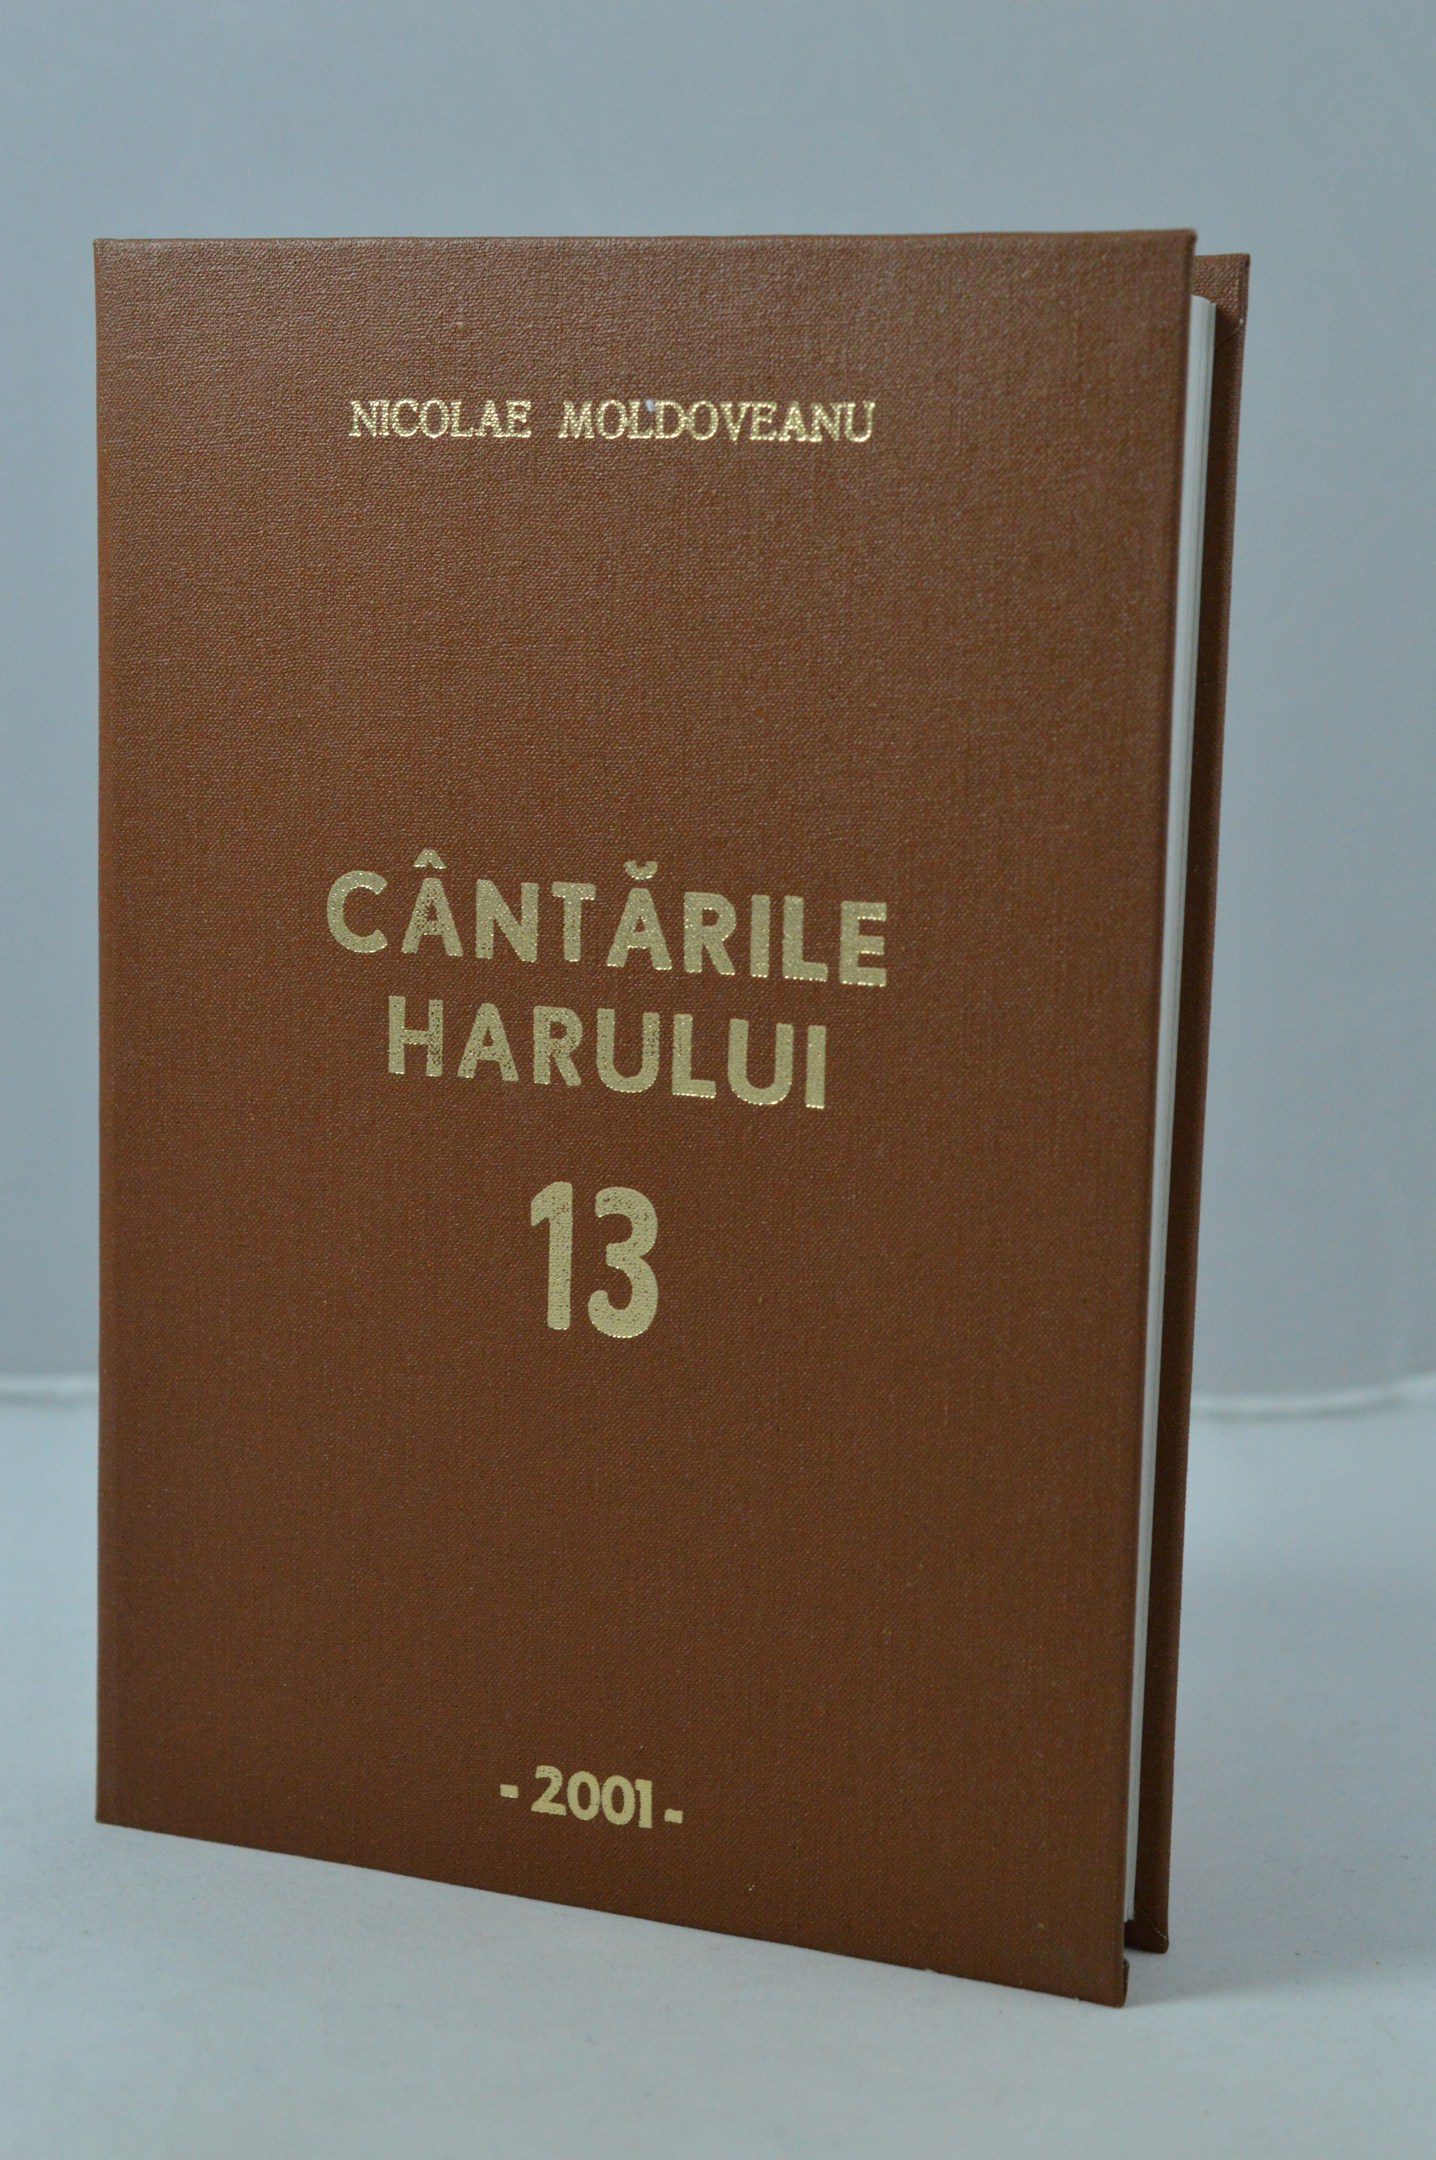 NICOLAE MOLDOVEANU
CÂNTĂRILE
HARULUI
13
- 2001 -